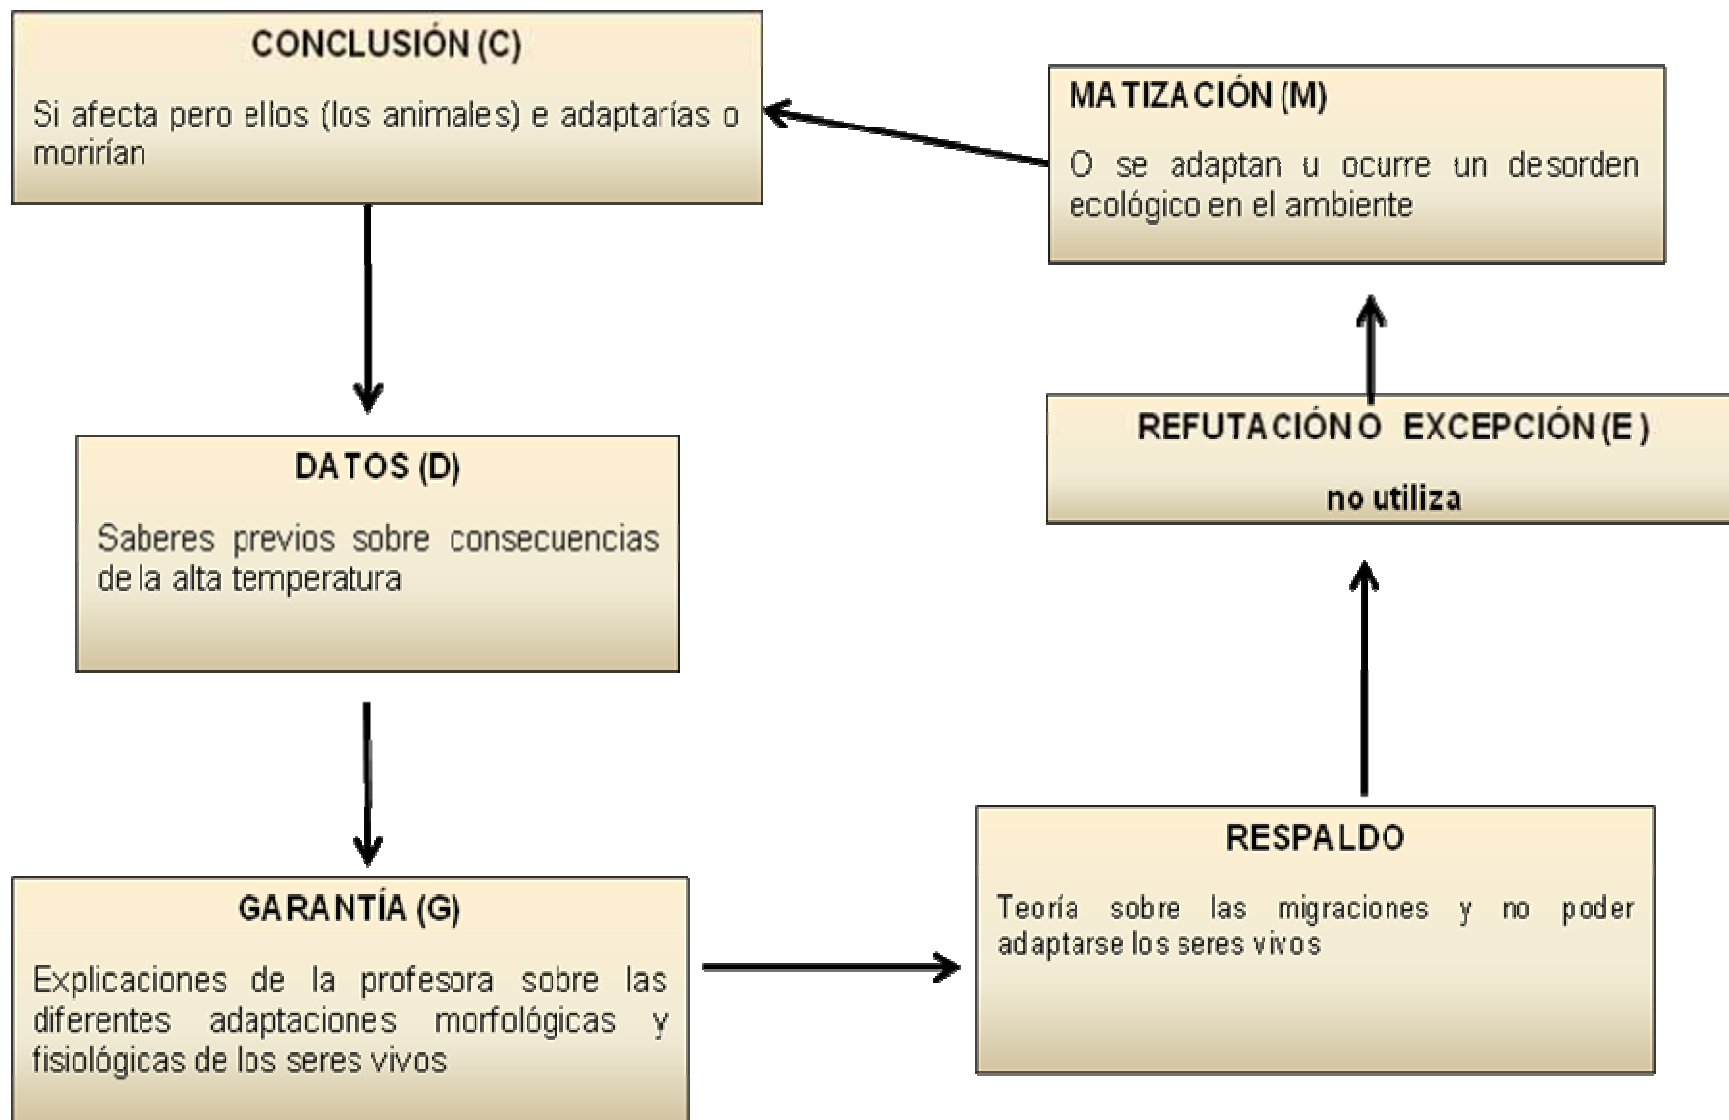 CONCLUSIÓN (C)
Si afecta pero ellos (los animales) e adaptarías o
morirían
MATIZACIÓN (M)
O se adaptan u ocurre un desorden
ecológico en el ambiente
DATOS (D)
Saberes previos sobre consecuencias
de la alta temperatura
REFUTACIÓN O EXCEPCIÓN (E)
no utiliza
GARANTÍA (G)
Explicaciones de la profesora sobre las
diferentes adaptaciones morfológicas y
fisiológicas de los seres vivos
RESPALDO
Teoría sobre las migraciones y no poder
adaptarse los seres vivos